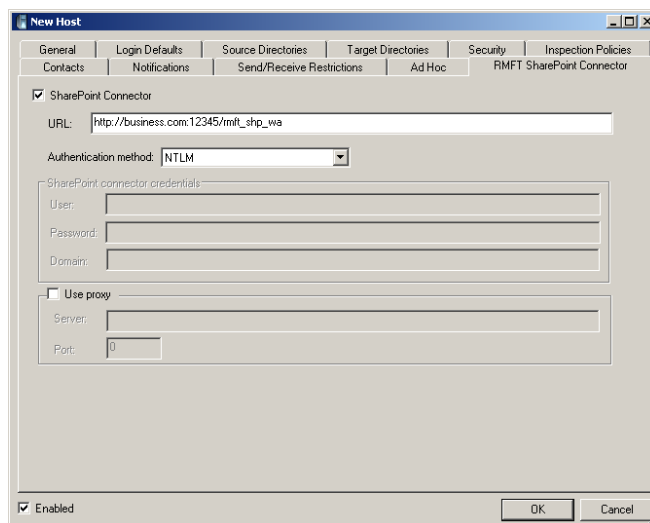 New Host
General Login Defaults Source Directories Target Directories Security Inspection Policies
Contacts Notifications Send/Receive Restrictions Ad Hoc RMFT SharePoint Connector
SharePoint Connector
URL: http://business.com:12345/rmft_shp_wa
Authentication method: NTLM
SharePoint connector credentials
User:
Password:
Domain:
Use proxy
Server:
Port: 0
Enabled OK Cancel